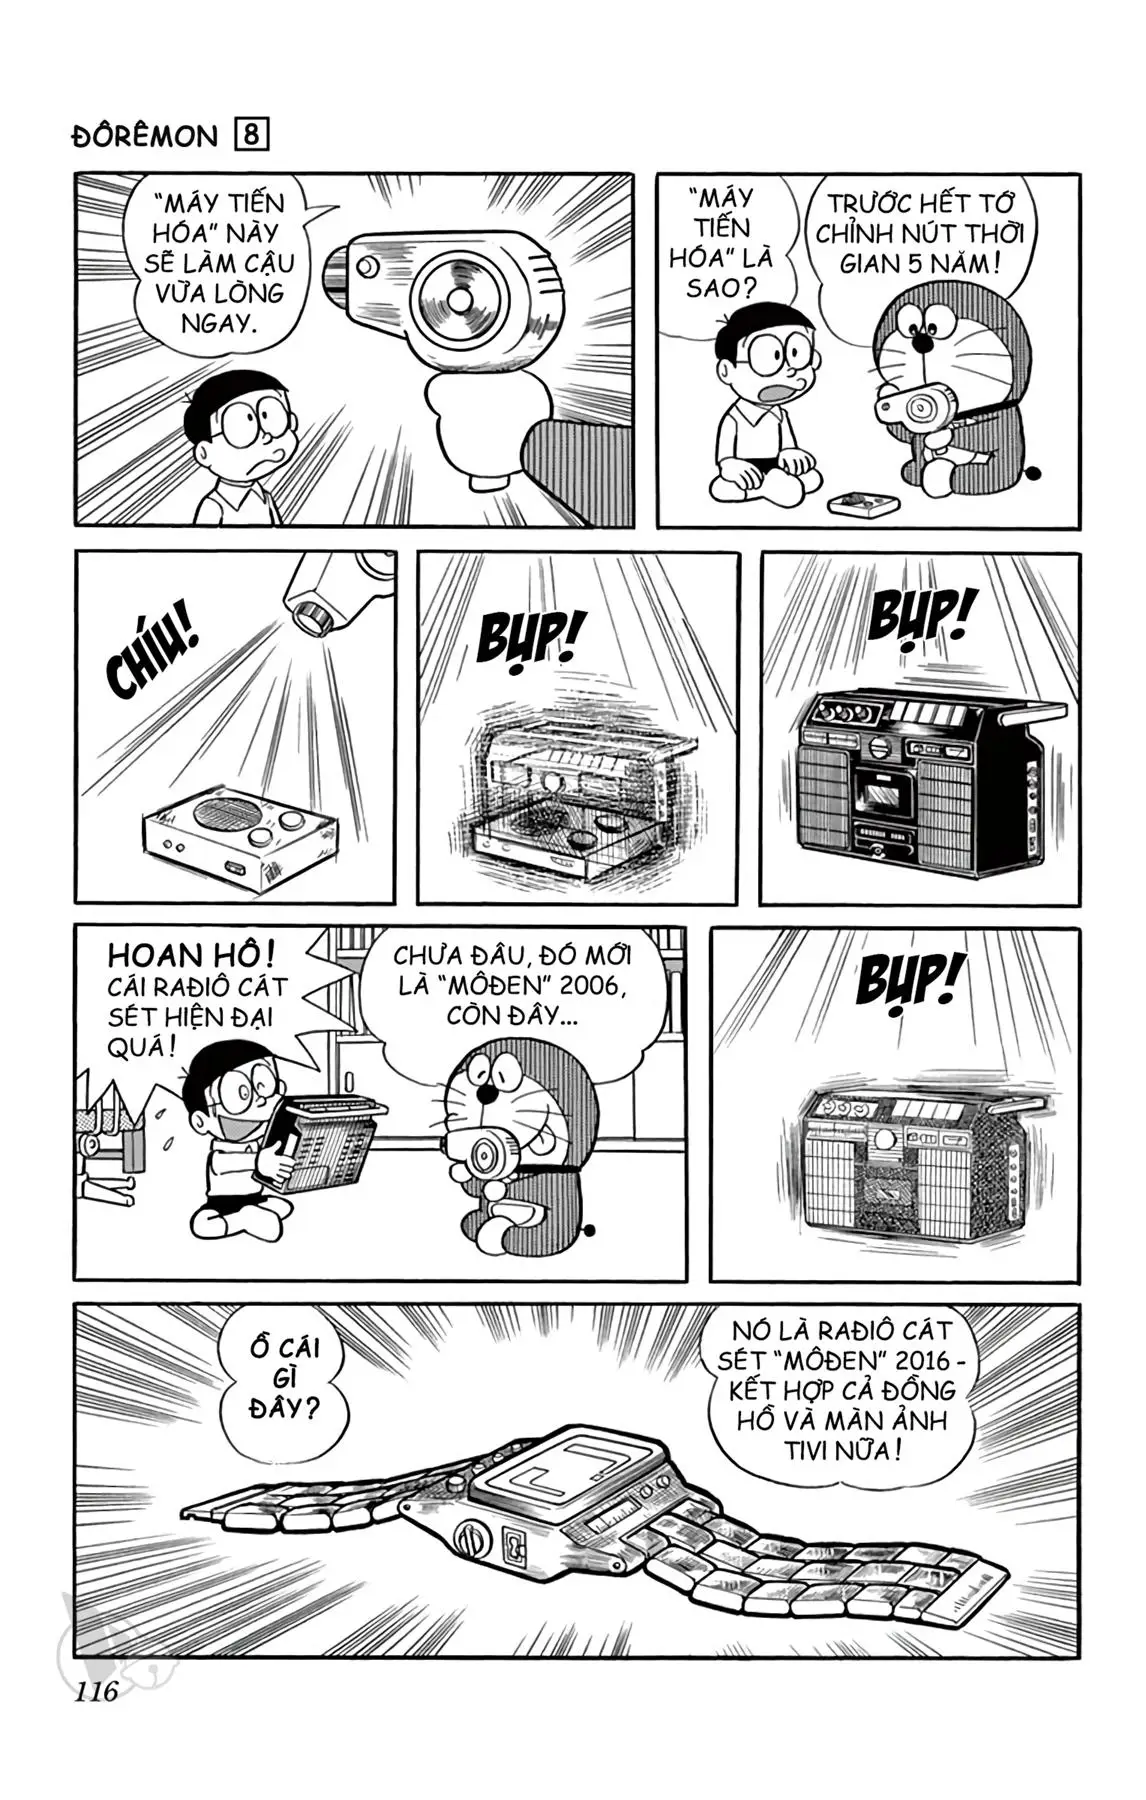 ĐÔRÊMON 8
"MÁY TIẾN
HÓA" NÀY
SẼ LÀM CẬU
VỪA LÒNG
NGAY.
"MÁY
TIẾN
HÓA" LÀ
SAO?
TRƯỚC HẾT TỚ
CHỈNH NÚT THỜI
GIAN 5 NĂM!
CHÍU!
BỤP!
BỤP!
HOAN HÔ!
CÁI RAĐIÔ CÁT
SÉT HIỆN ĐẠI
QUÁ!
CHƯA ĐÂU, ĐÓ MỚI
LÀ "MÔĐEN" 2006,
CÒN ĐÂY...
BỤP!
Ồ CÁI
GÌ
ĐÂY?
NÓ LÀ RAĐIÔ CÁT
SÉT "MÔĐEN" 2016 -
KẾT HỢP CẢ ĐỒNG
HỒ VÀ MÀN ẢNH
TIVI NỮA!
116